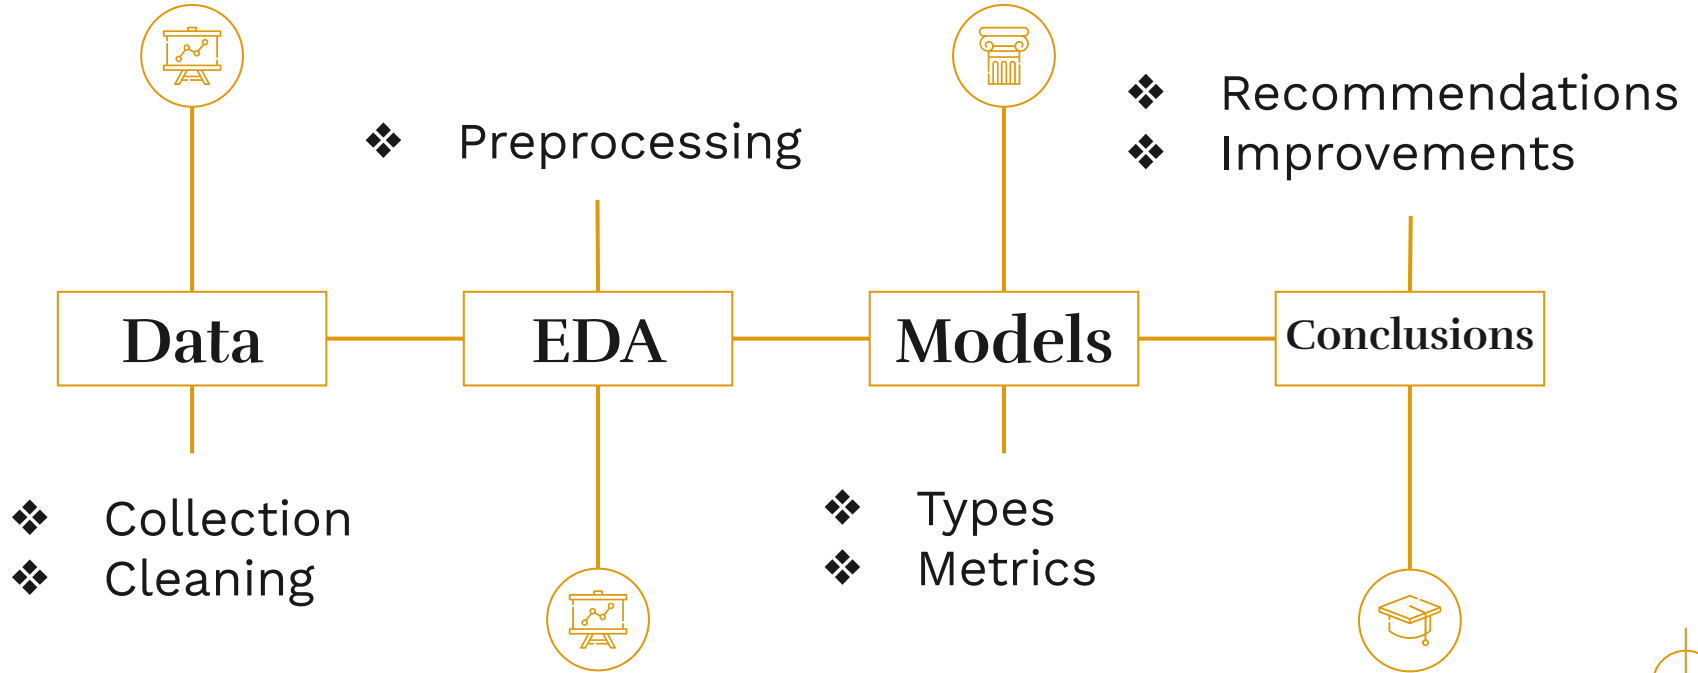 Data
❖ Collection
❖ Cleaning
❖ Preprocessing
EDA
Models
❖ Types
❖ Metrics
❖ Recommendations
❖ Improvements
Conclusions